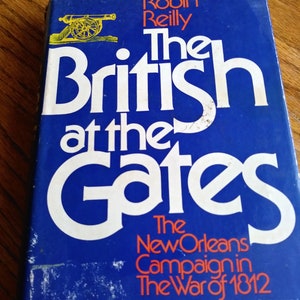 Robin
Reilly
The
British
at the
Gates
The
New Orleans
Campaign in
The War of 1812